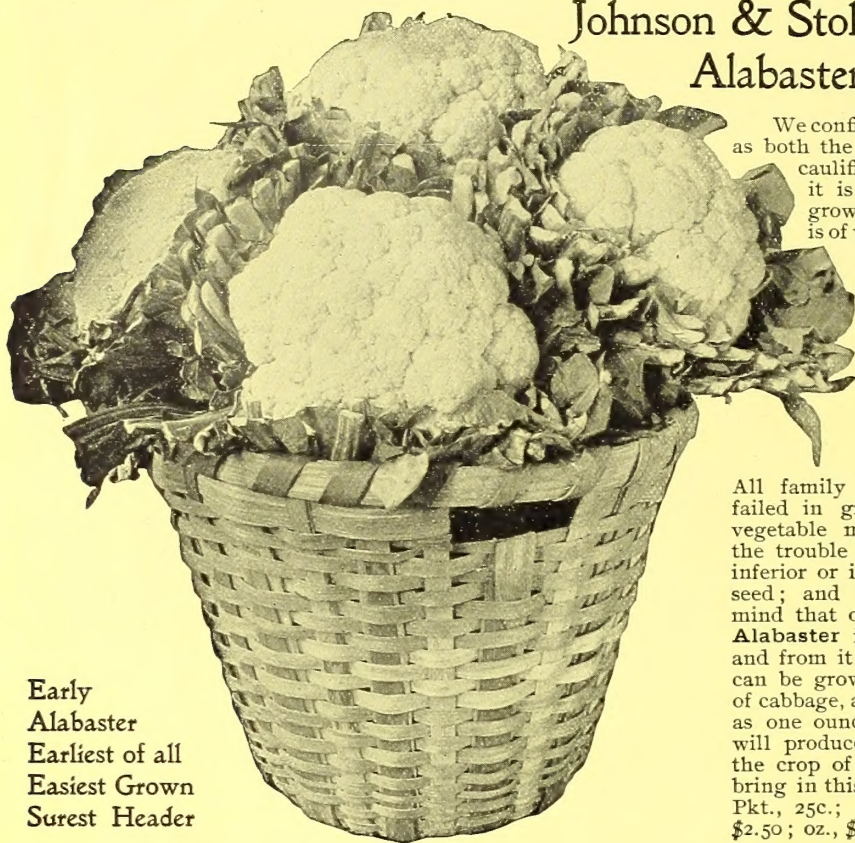 Johnson & Stok
Alabaster
We conf
as both the
caulif
it is
grow
is of
All family
failed in g
vegetable m
the trouble
inferior or i
seed; and
mind that o
Alabaster
and from it
can be grow
of cabbage, a
as one ounc
will produc
the crop of
bring in this
Pkt., 25c.;
$2.50; oz., $
Early
Alabaster
Earliest of all
Easiest Grown
Surest Header